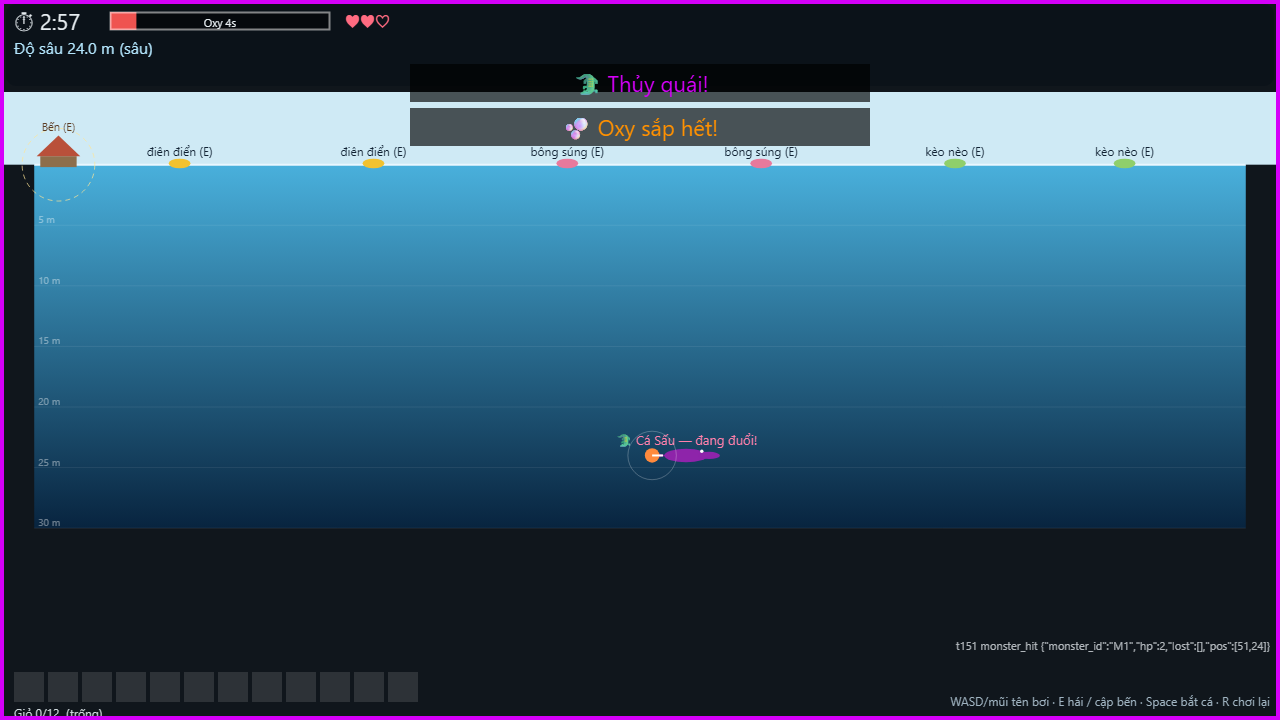 2:57
Oxy 4s
Độ sâu 24.0 m (sâu)
Thủy quái!
Oxy sắp hết!
Bến (E)
điên điển (E)
điên điển (E)
bông súng (E)
bông súng (E)
kèo nèo (E)
kèo nèo (E)
5 m
10 m
15 m
20 m
Cá Sấu — đang đuổi!
25 m
30 m
t151 monster_hit {"monster_id":"M1","hp":2,"lost":[],"pos":[51,24]}
WASD/mũi tên bơi · E hái / cập bến · Space bắt cá · R chơi lại
Giỏ 0/12 (trống)